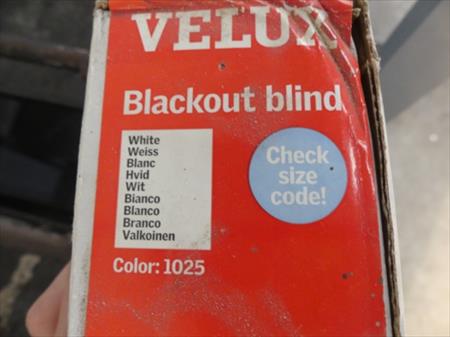 VELUX
Blackout blind
White
Weiss
Blanc
Hvid
Wit
Bianco
Blanco
Branco
Valkoinen
Check
size
code!
Color: 1025